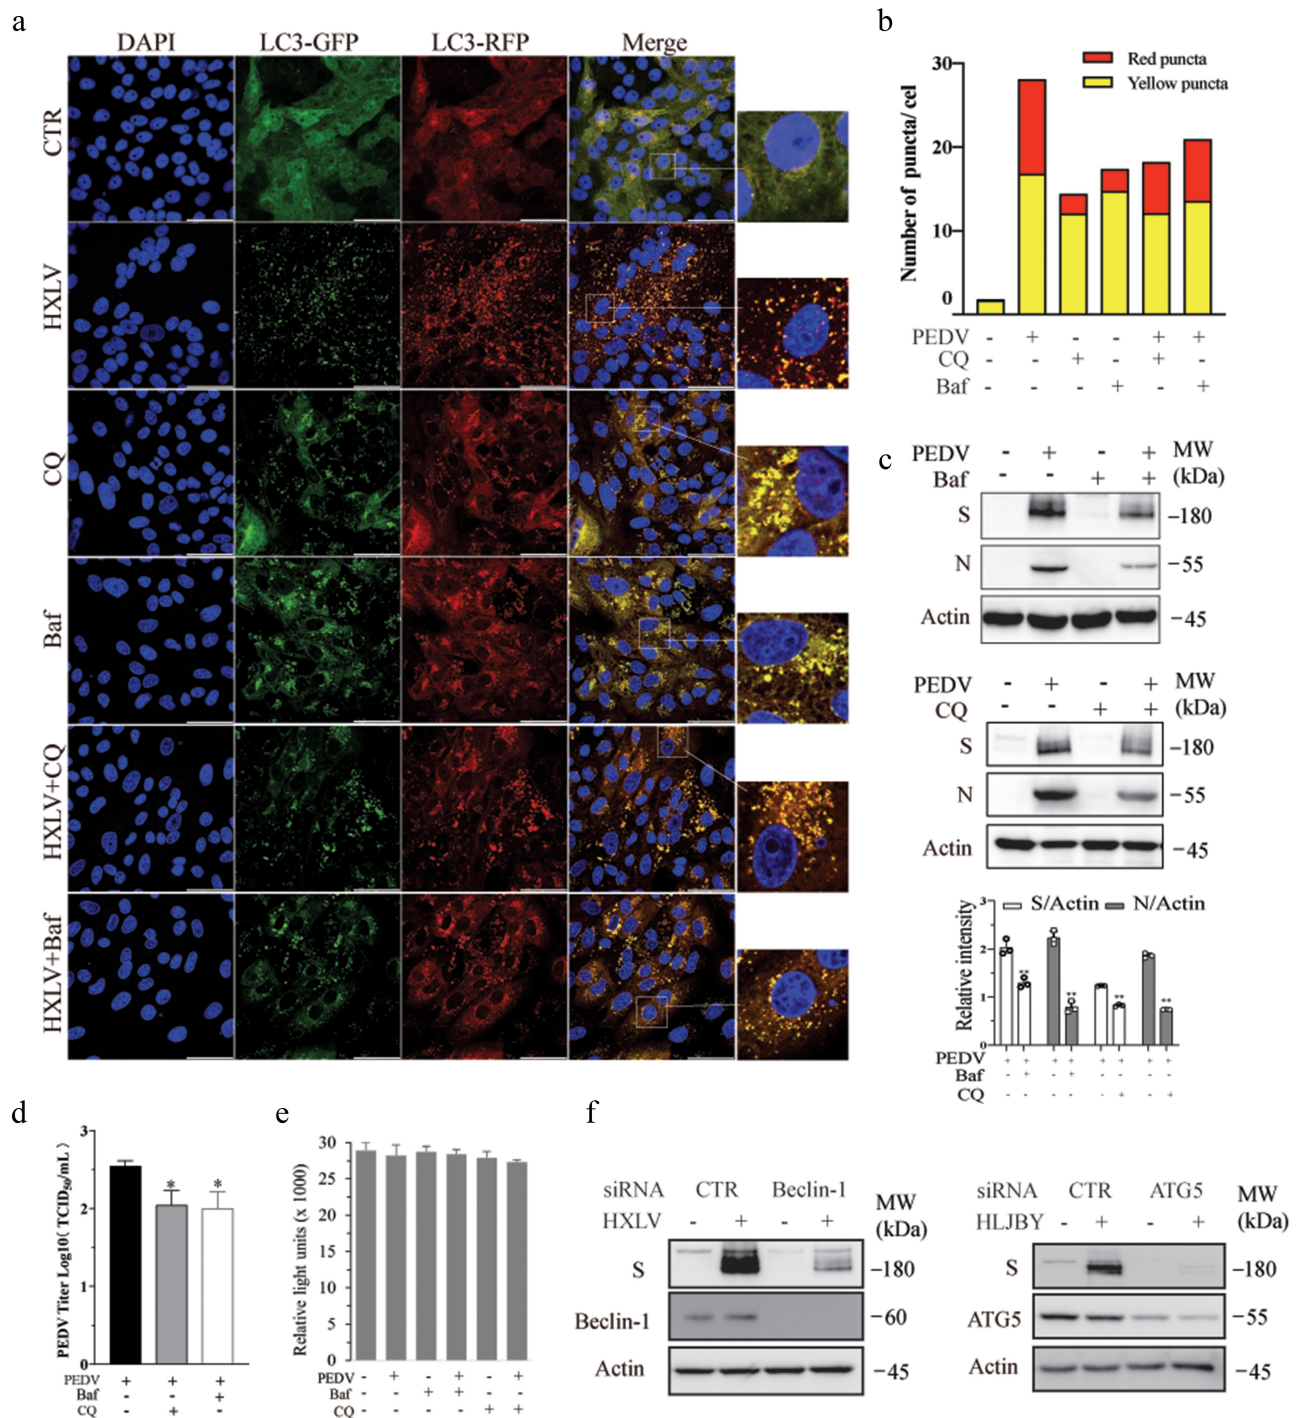 a
DAPI LC3-GFP LC3-RFP Merge
CTR
HXLV
CQ
Baf
HXLV+CQ
HXLV+Baf
b
Number of puncta/ cel
Red puncta
Yellow puncta
30
20
10
0
PEDV - + - - + +
CQ - - + - + -
Baf - - - + - +
c
PEDV - + - + MW
Baf - - + + (kDa)
S -180
N -55
Actin -45
PEDV - + - + MW
CQ - - + + (kDa)
S -180
N -55
Actin -45
S/Actin N/Actin
Relative intensity
3
2
1
0
** ** ** **
PEDV + + + + + + + +
Baf - + - + - - - -
CQ - - - - - + - +
d
PEDV Titer Log10( TCID50/mL )
3
2
1
0
* *
PEDV + + +
Baf - - +
CQ - + -
e
Relative light units (x 1000)
30
25
20
15
10
5
0
PEDV - + - + - +
Baf - - + + - -
CQ - - - - + +
f
siRNA CTR Beclin-1 MW
HXLV - + - + (kDa)
S -180
Beclin-1 -60
Actin -45
siRNA CTR ATG5 MW
HLJBY - + - + (kDa)
S -180
ATG5 -55
Actin -45